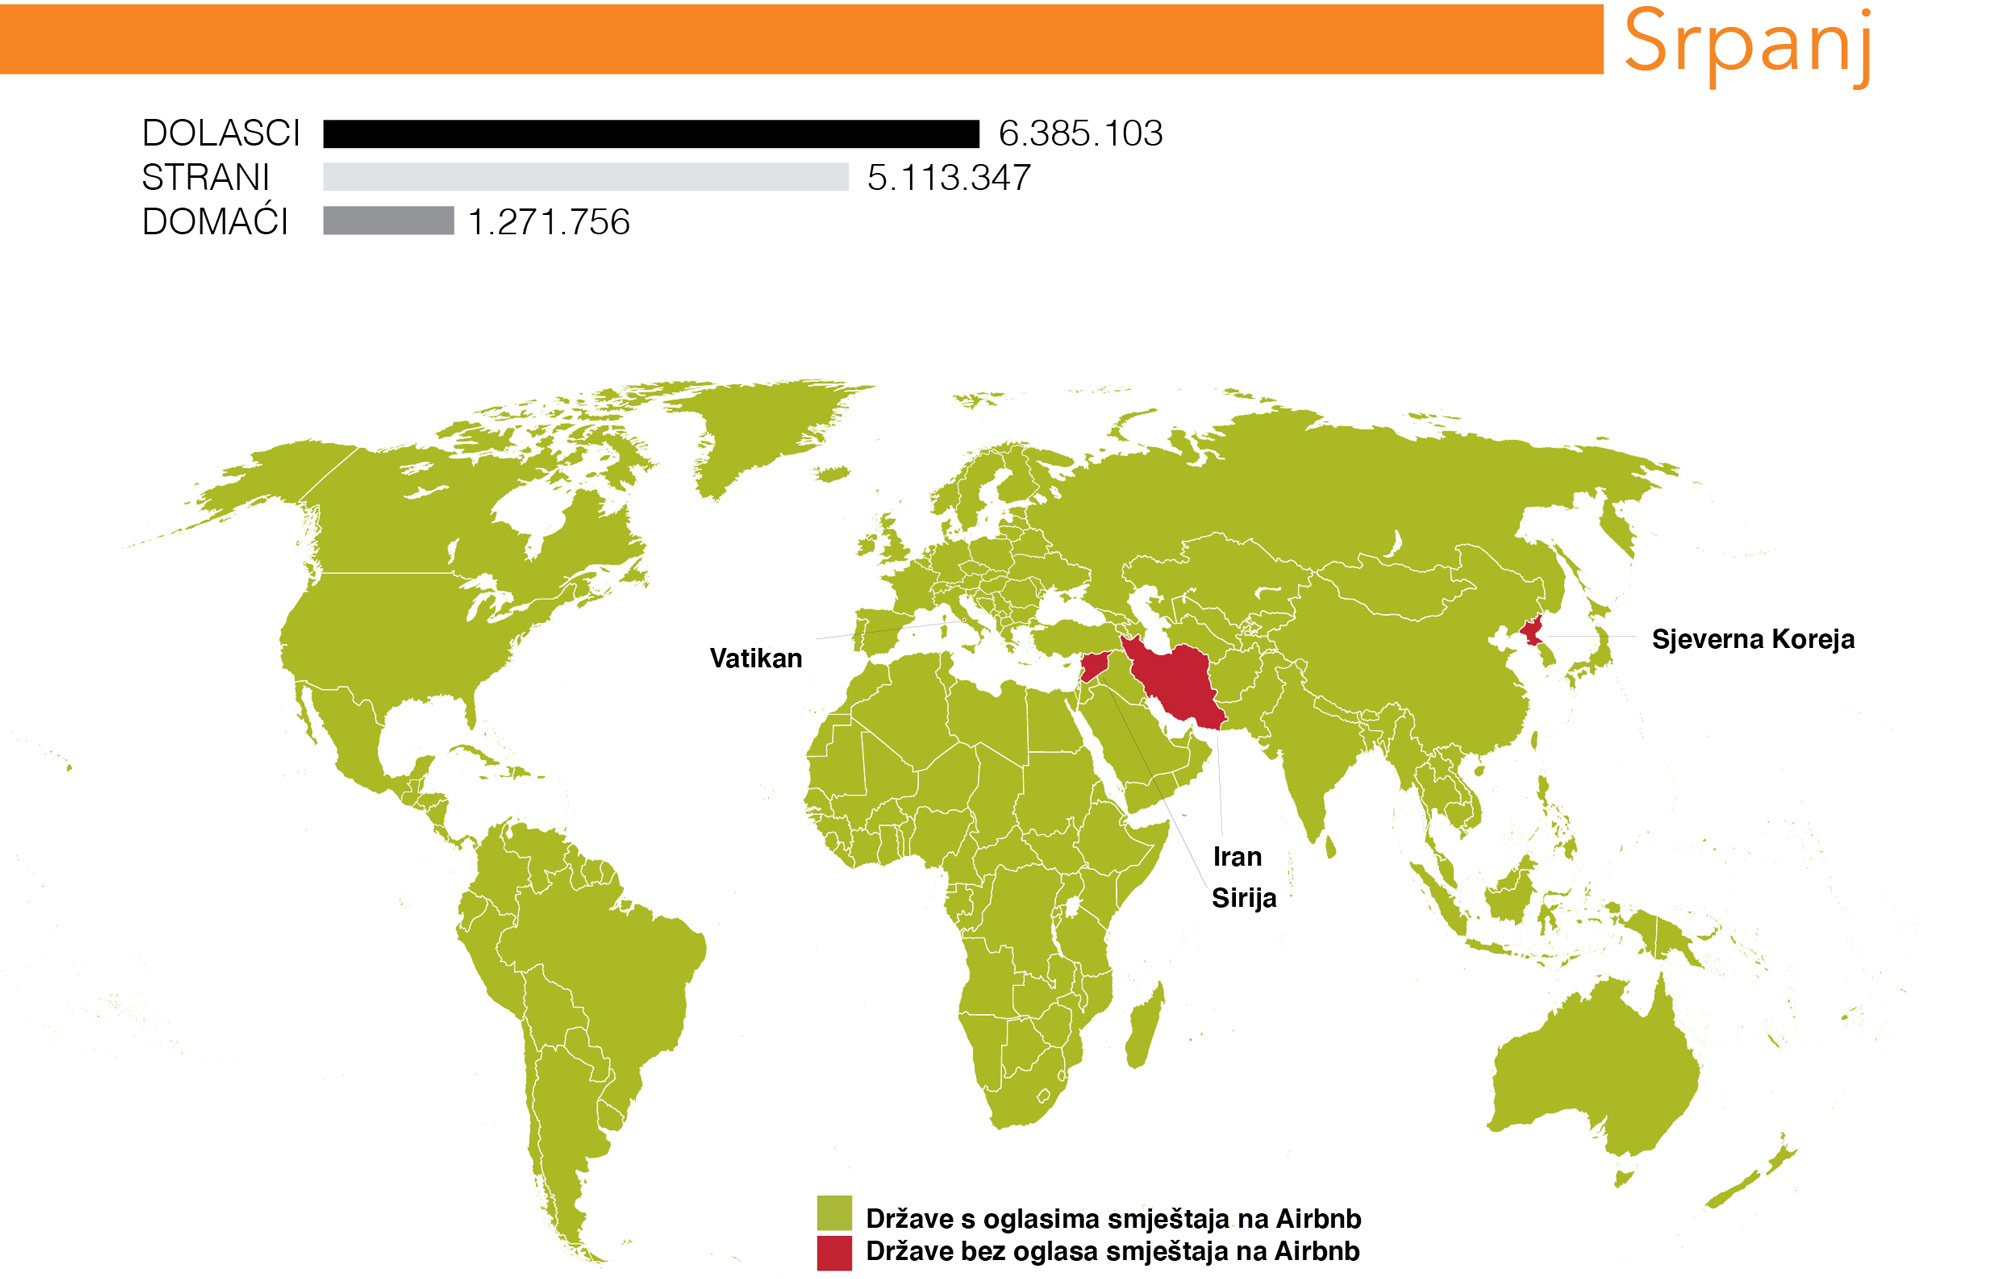 Srpanj
DOLASCI 6.385.103
STRANI 5.113.347
DOMAĆI 1.271.756
Vatikan
Sjeverna Koreja
Iran
Sirija
Države s oglasima smještaja na Airbnb
Države bez oglasa smještaja na Airbnb